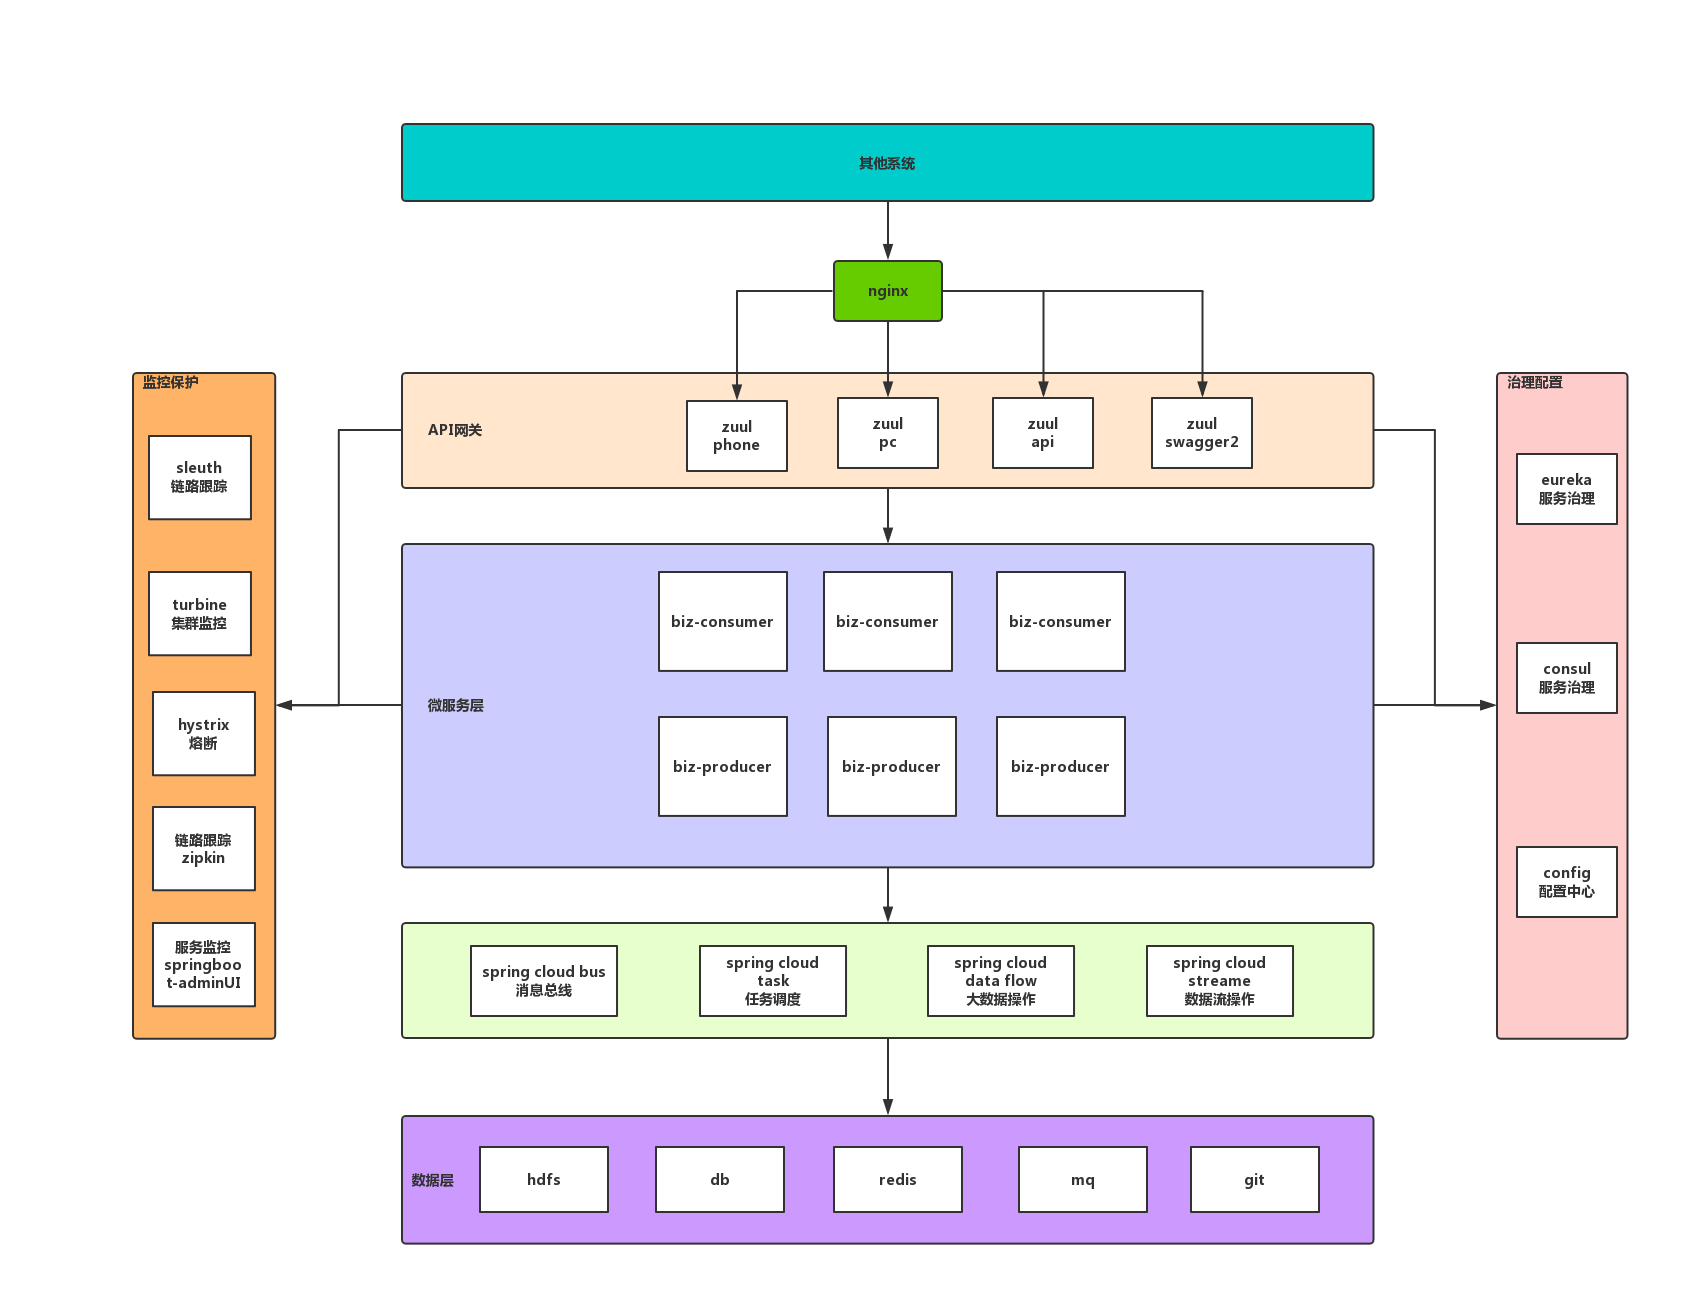 其他系统
nginx
监控保护
sleuth
链路跟踪
turbine
集群监控
hystrix
熔断
链路跟踪
zipkin
服务监控
springboo
t-adminUI
API网关
zuul
phone
zuul
pc
zuul
api
zuul
swagger2
微服务层
biz-consumer
biz-consumer
biz-consumer
biz-producer
biz-producer
biz-producer
spring cloud bus
消息总线
spring cloud
task
任务调度
spring cloud
data flow
大数据操作
spring cloud
streame
数据流操作
数据层
hdfs
db
redis
mq
git
治理配置
eureka
服务治理
consul
服务治理
config
配置中心